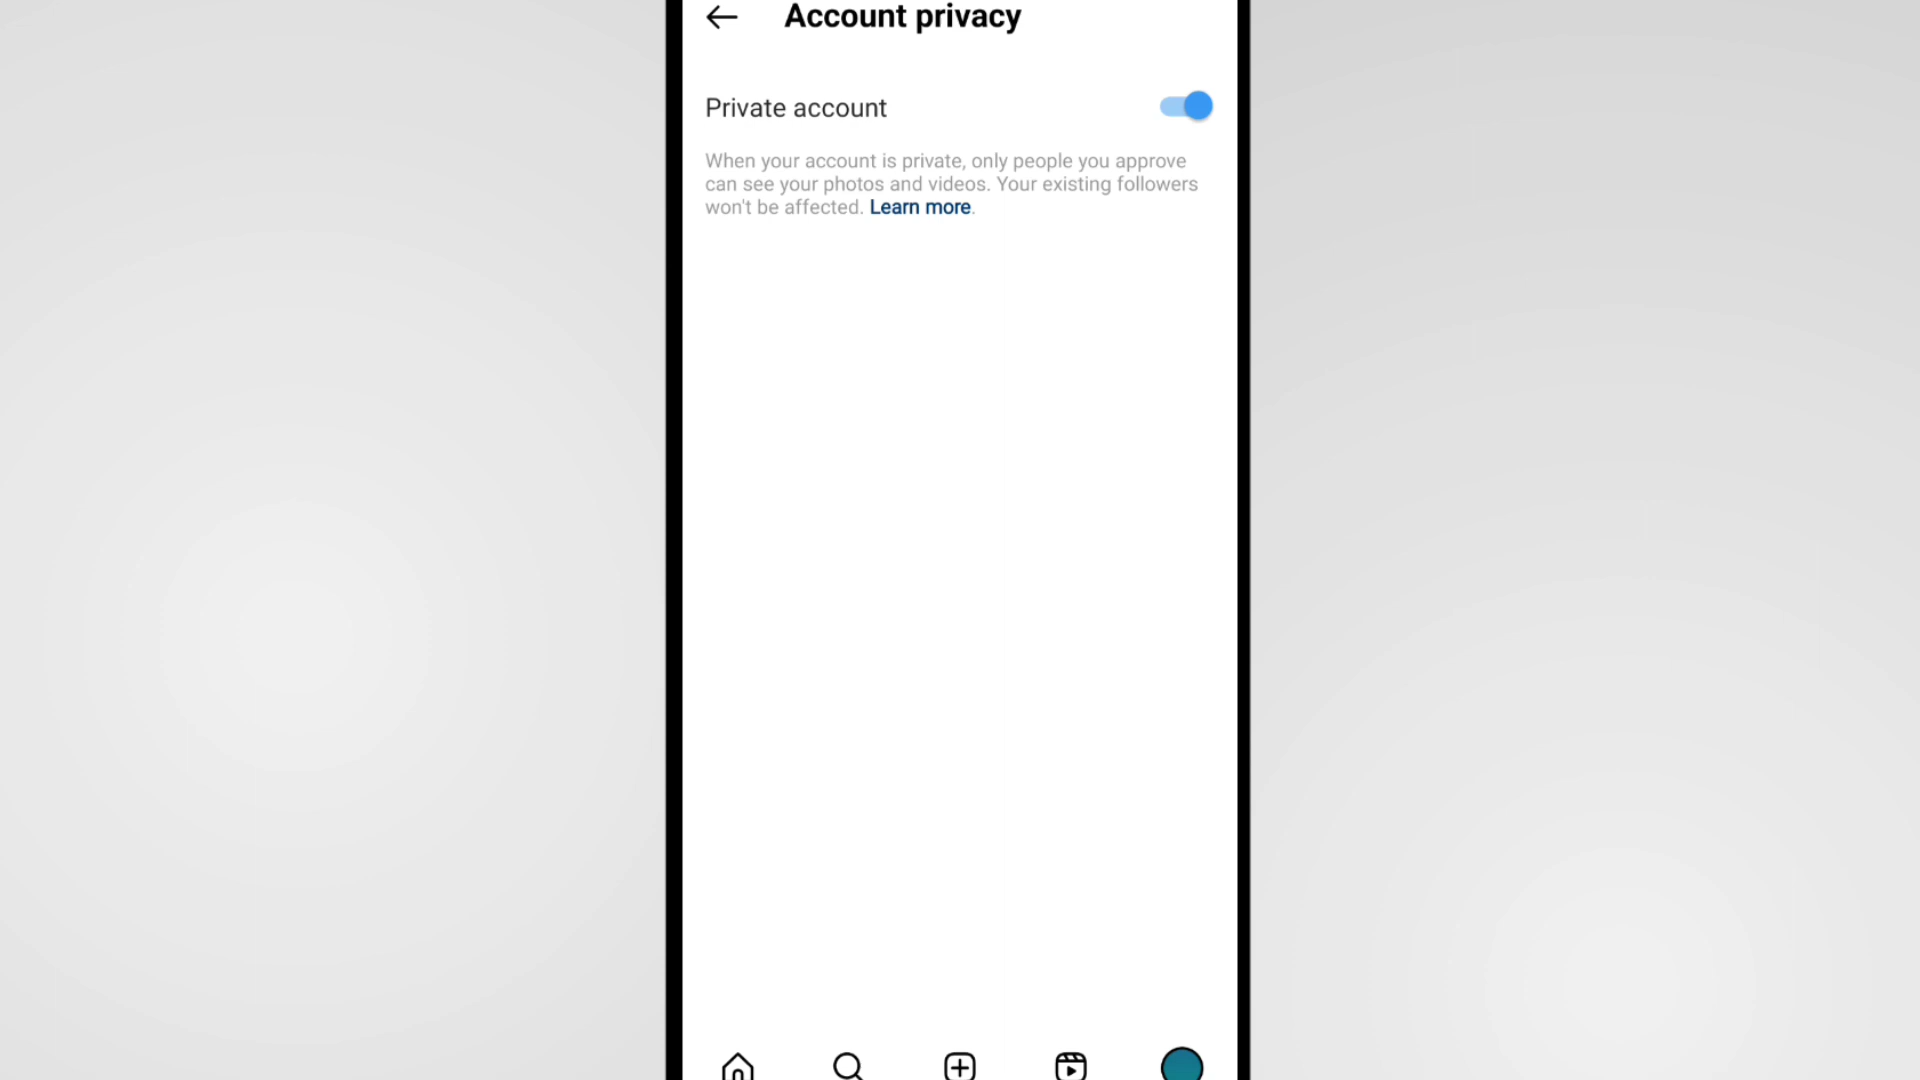 Account privacy
Private account
When your account is private, only people you approve
can see your photos and videos. Your existing followers
won't be affected. Learn more.